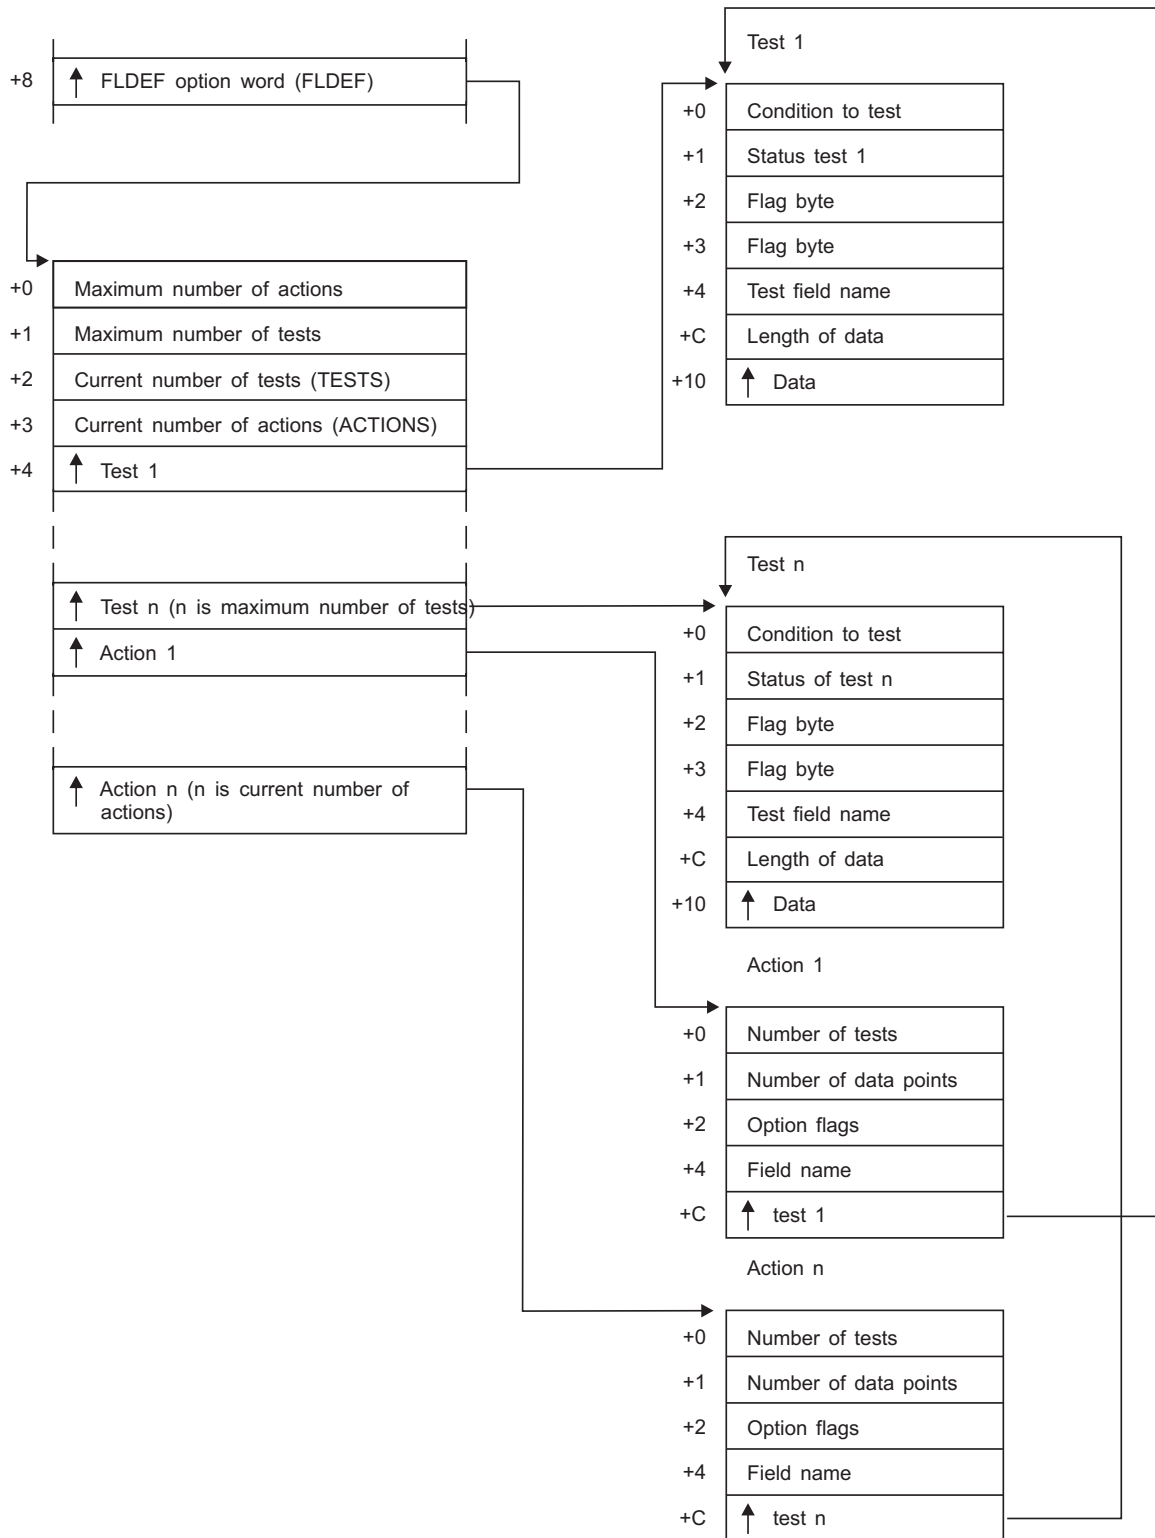 +8 FLDEF option word (FLDEF)
+0 Maximum number of actions
+1 Maximum number of tests
+2 Current number of tests (TESTS)
+3 Current number of actions (ACTIONS)
+4 Test 1
Test n (n is maximum number of tests)
Action 1
Action n (n is current number of
actions)
Test 1
+0 Condition to test
+1 Status test 1
+2 Flag byte
+3 Flag byte
+4 Test field name
+C Length of data
+10 Data
Test n
+0 Condition to test
+1 Status of test n
+2 Flag byte
+3 Flag byte
+4 Test field name
+C Length of data
+10 Data
Action 1
+0 Number of tests
+1 Number of data points
+2 Option flags
+4 Field name
+C test 1
Action n
+0 Number of tests
+1 Number of data points
+2 Option flags
+4 Field name
+C test n